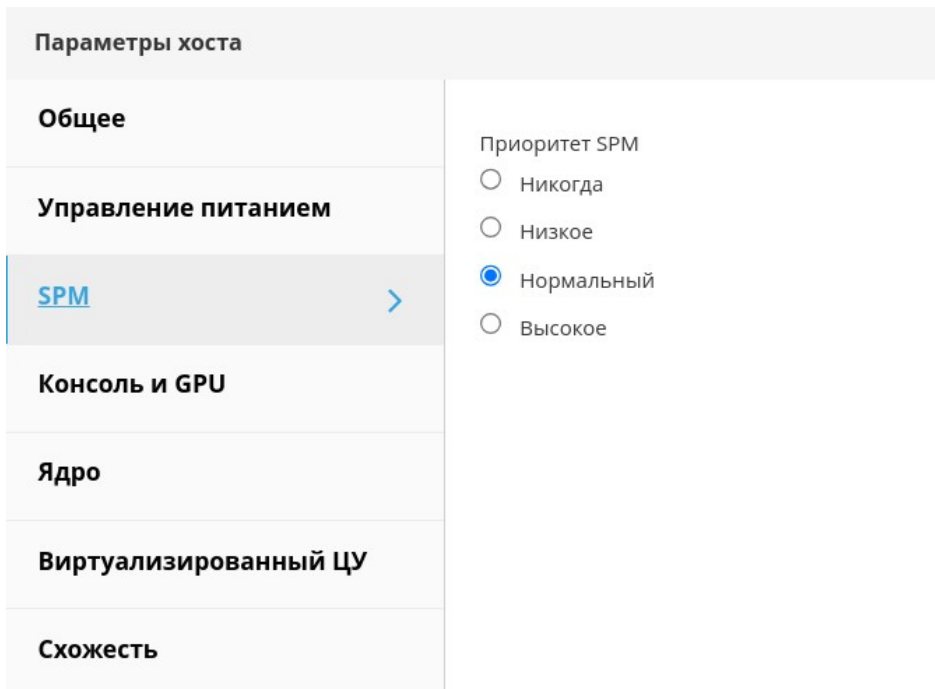 Параметры хоста
Общее
Управление питанием
SPM
Консоль и GPU
Ядро
Виртуализированный ЦУ
Схожесть
Приоритет SPM
Никогда
Низкое
Нормальный
Высокое